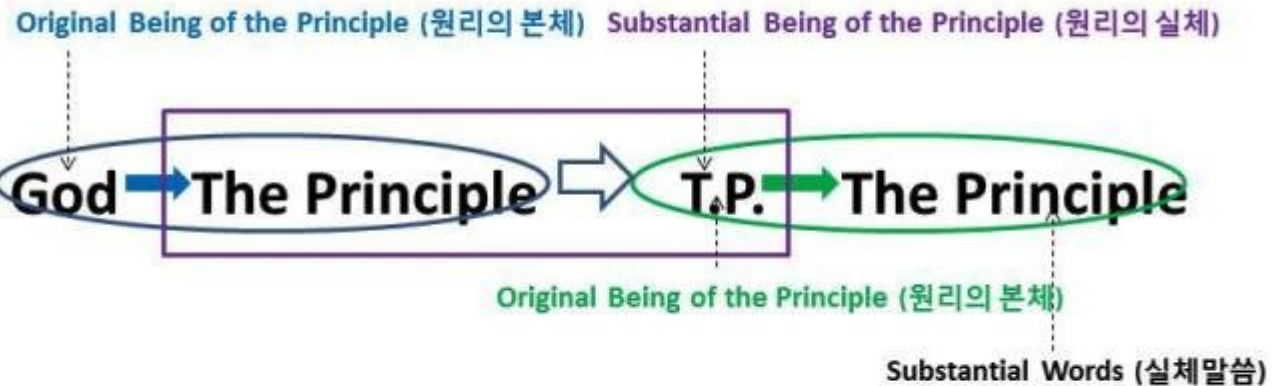 Original Being of the Principle (원리의 본체) Substantial Being of the Principle (원리의 실체)
God The Principle T.P. The Principle
Original Being of the Principle (원리의 본체)
Substantial Words (실체말씀)